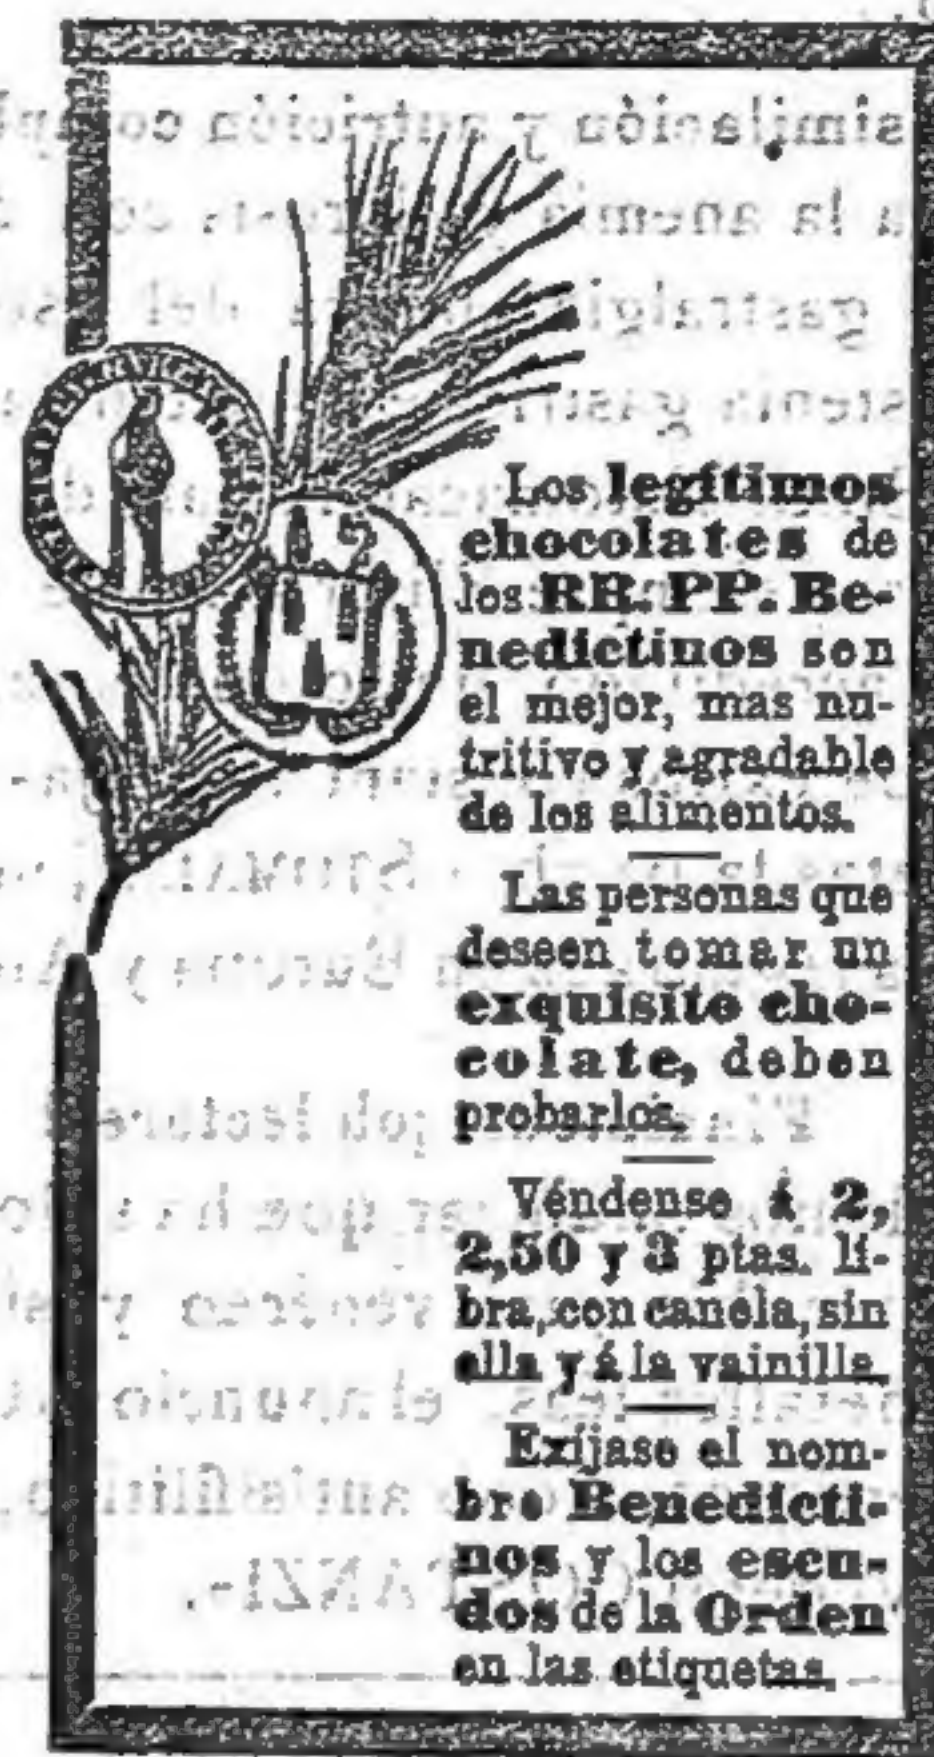 Los legítimos
chocolates de
los RR. PP. Be-
nedictinos son
el mejor, mas nu-
tritivo y agradable
de los alimentos.
Las personas que
deseen tomar un
exquisito cho-
colate, deben
probarlos.
Véndense á 2,
2,50 y 3 ptas. li-
bra, con canela, sin
ella y á la vainilla.
Exíjase el nom-
bre Benedicti-
nos y los escu-
dos de la Orden
en las etiquetas.